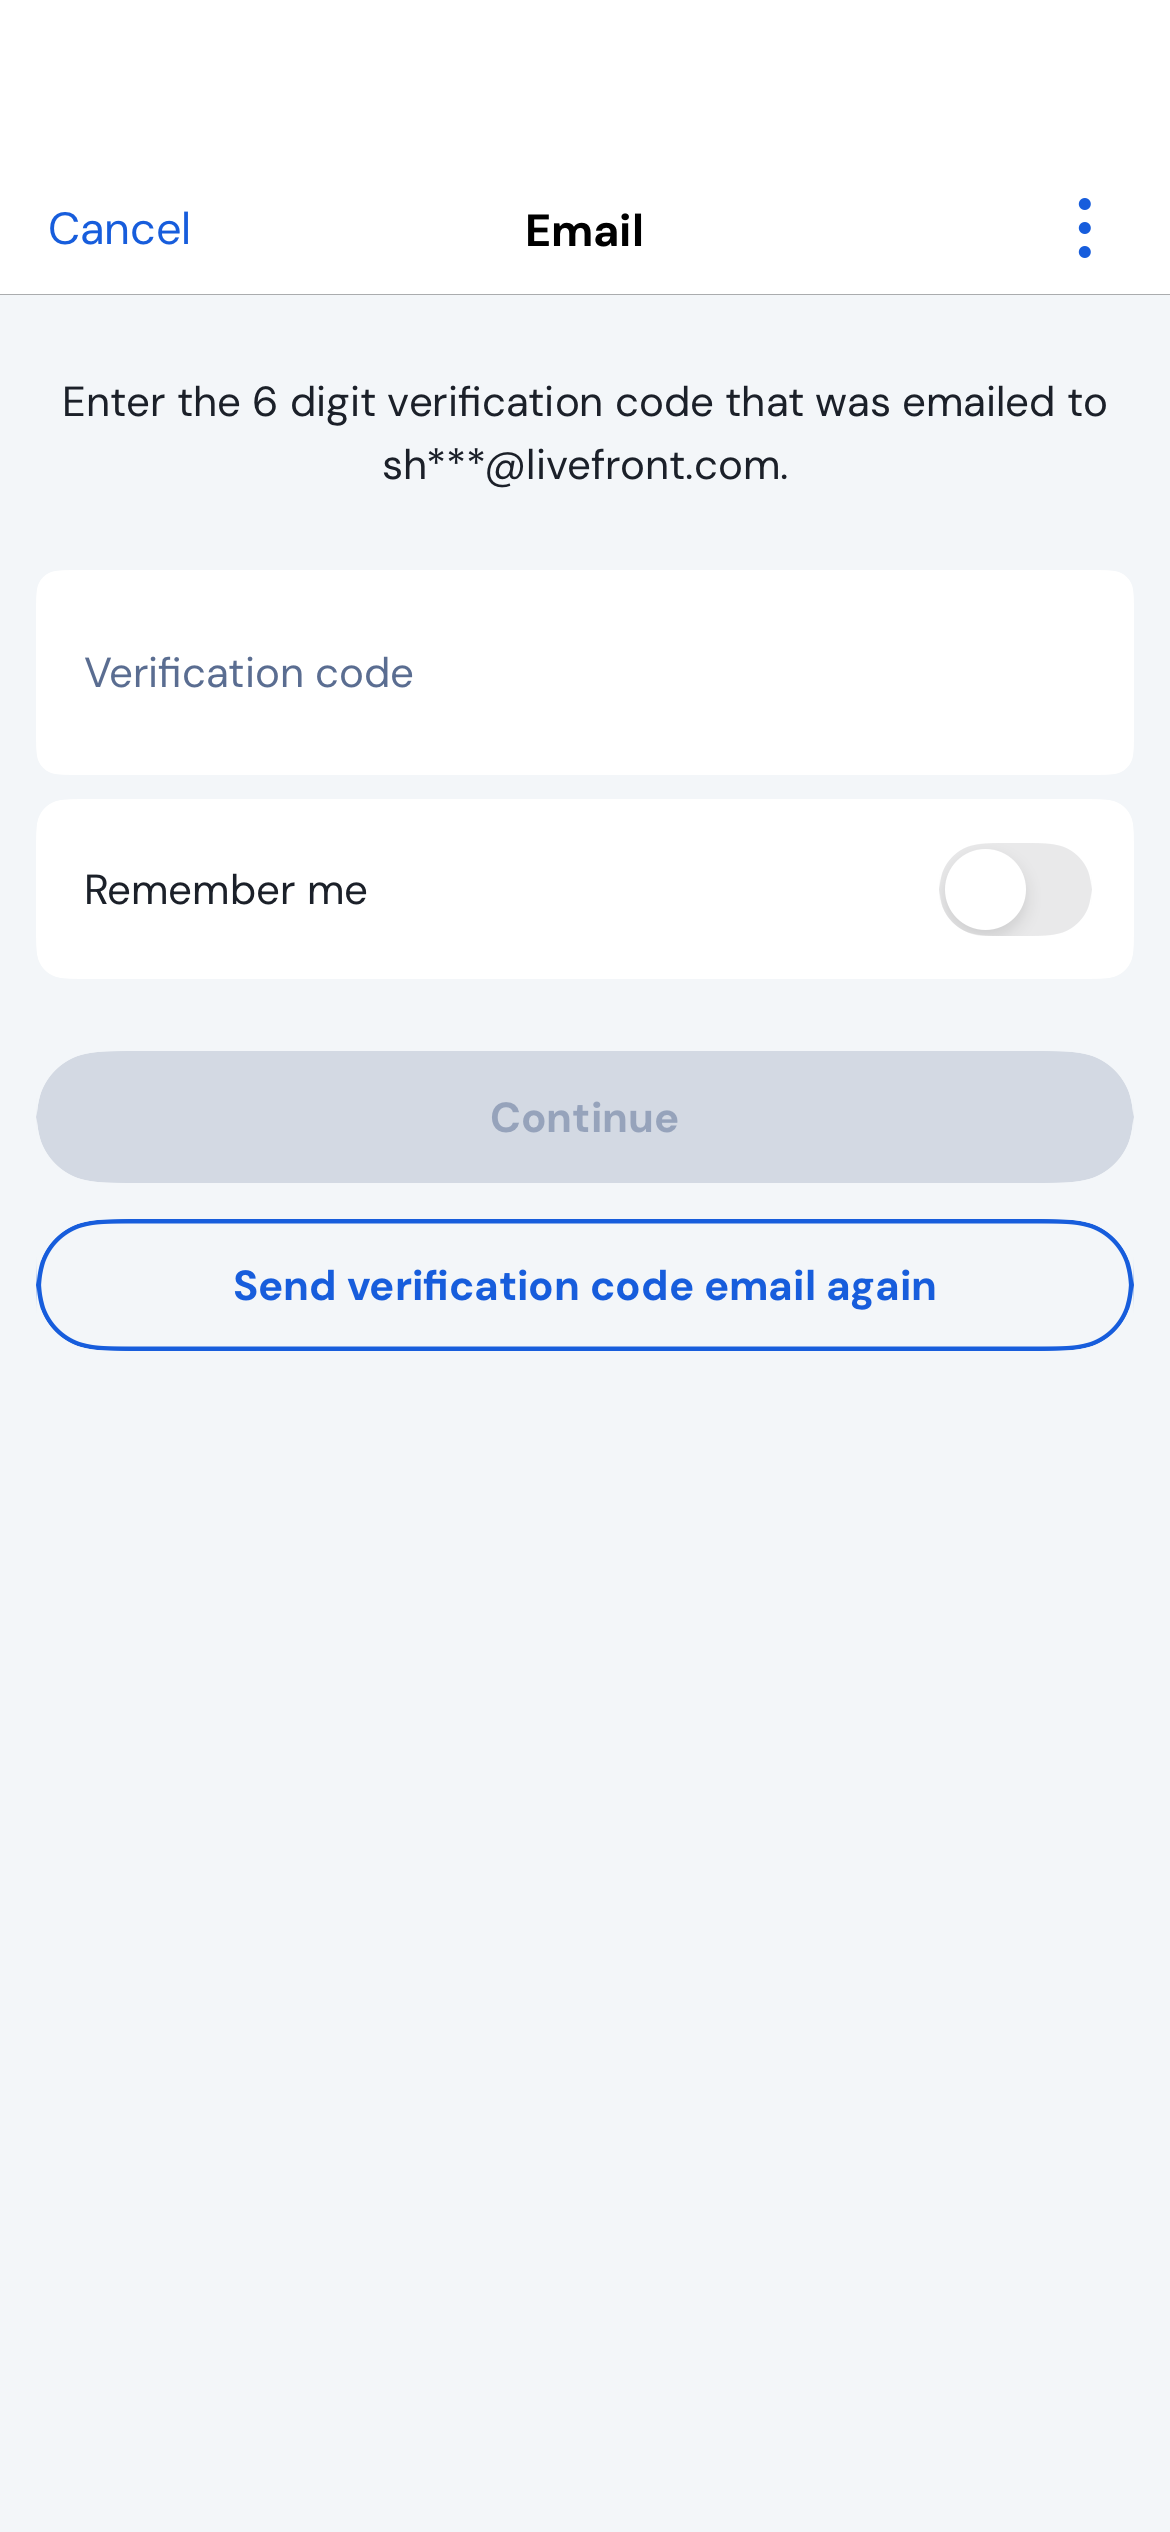 Cancel
Email
Enter the 6 digit verification code that was emailed to
sh***@livefront.com.
Verification code
Remember me
Continue
Send verification code email again